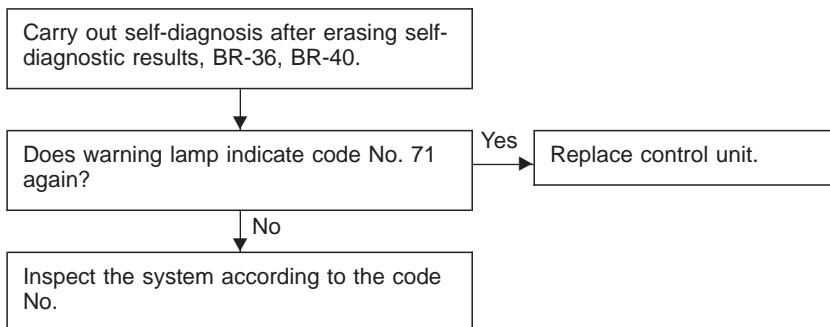 Carry out self-diagnosis after erasing self-
diagnostic results, BR-36, BR-40.
Does warning lamp indicate code No. 71
again?
Yes
Replace control unit.
No
Inspect the system according to the code
No.